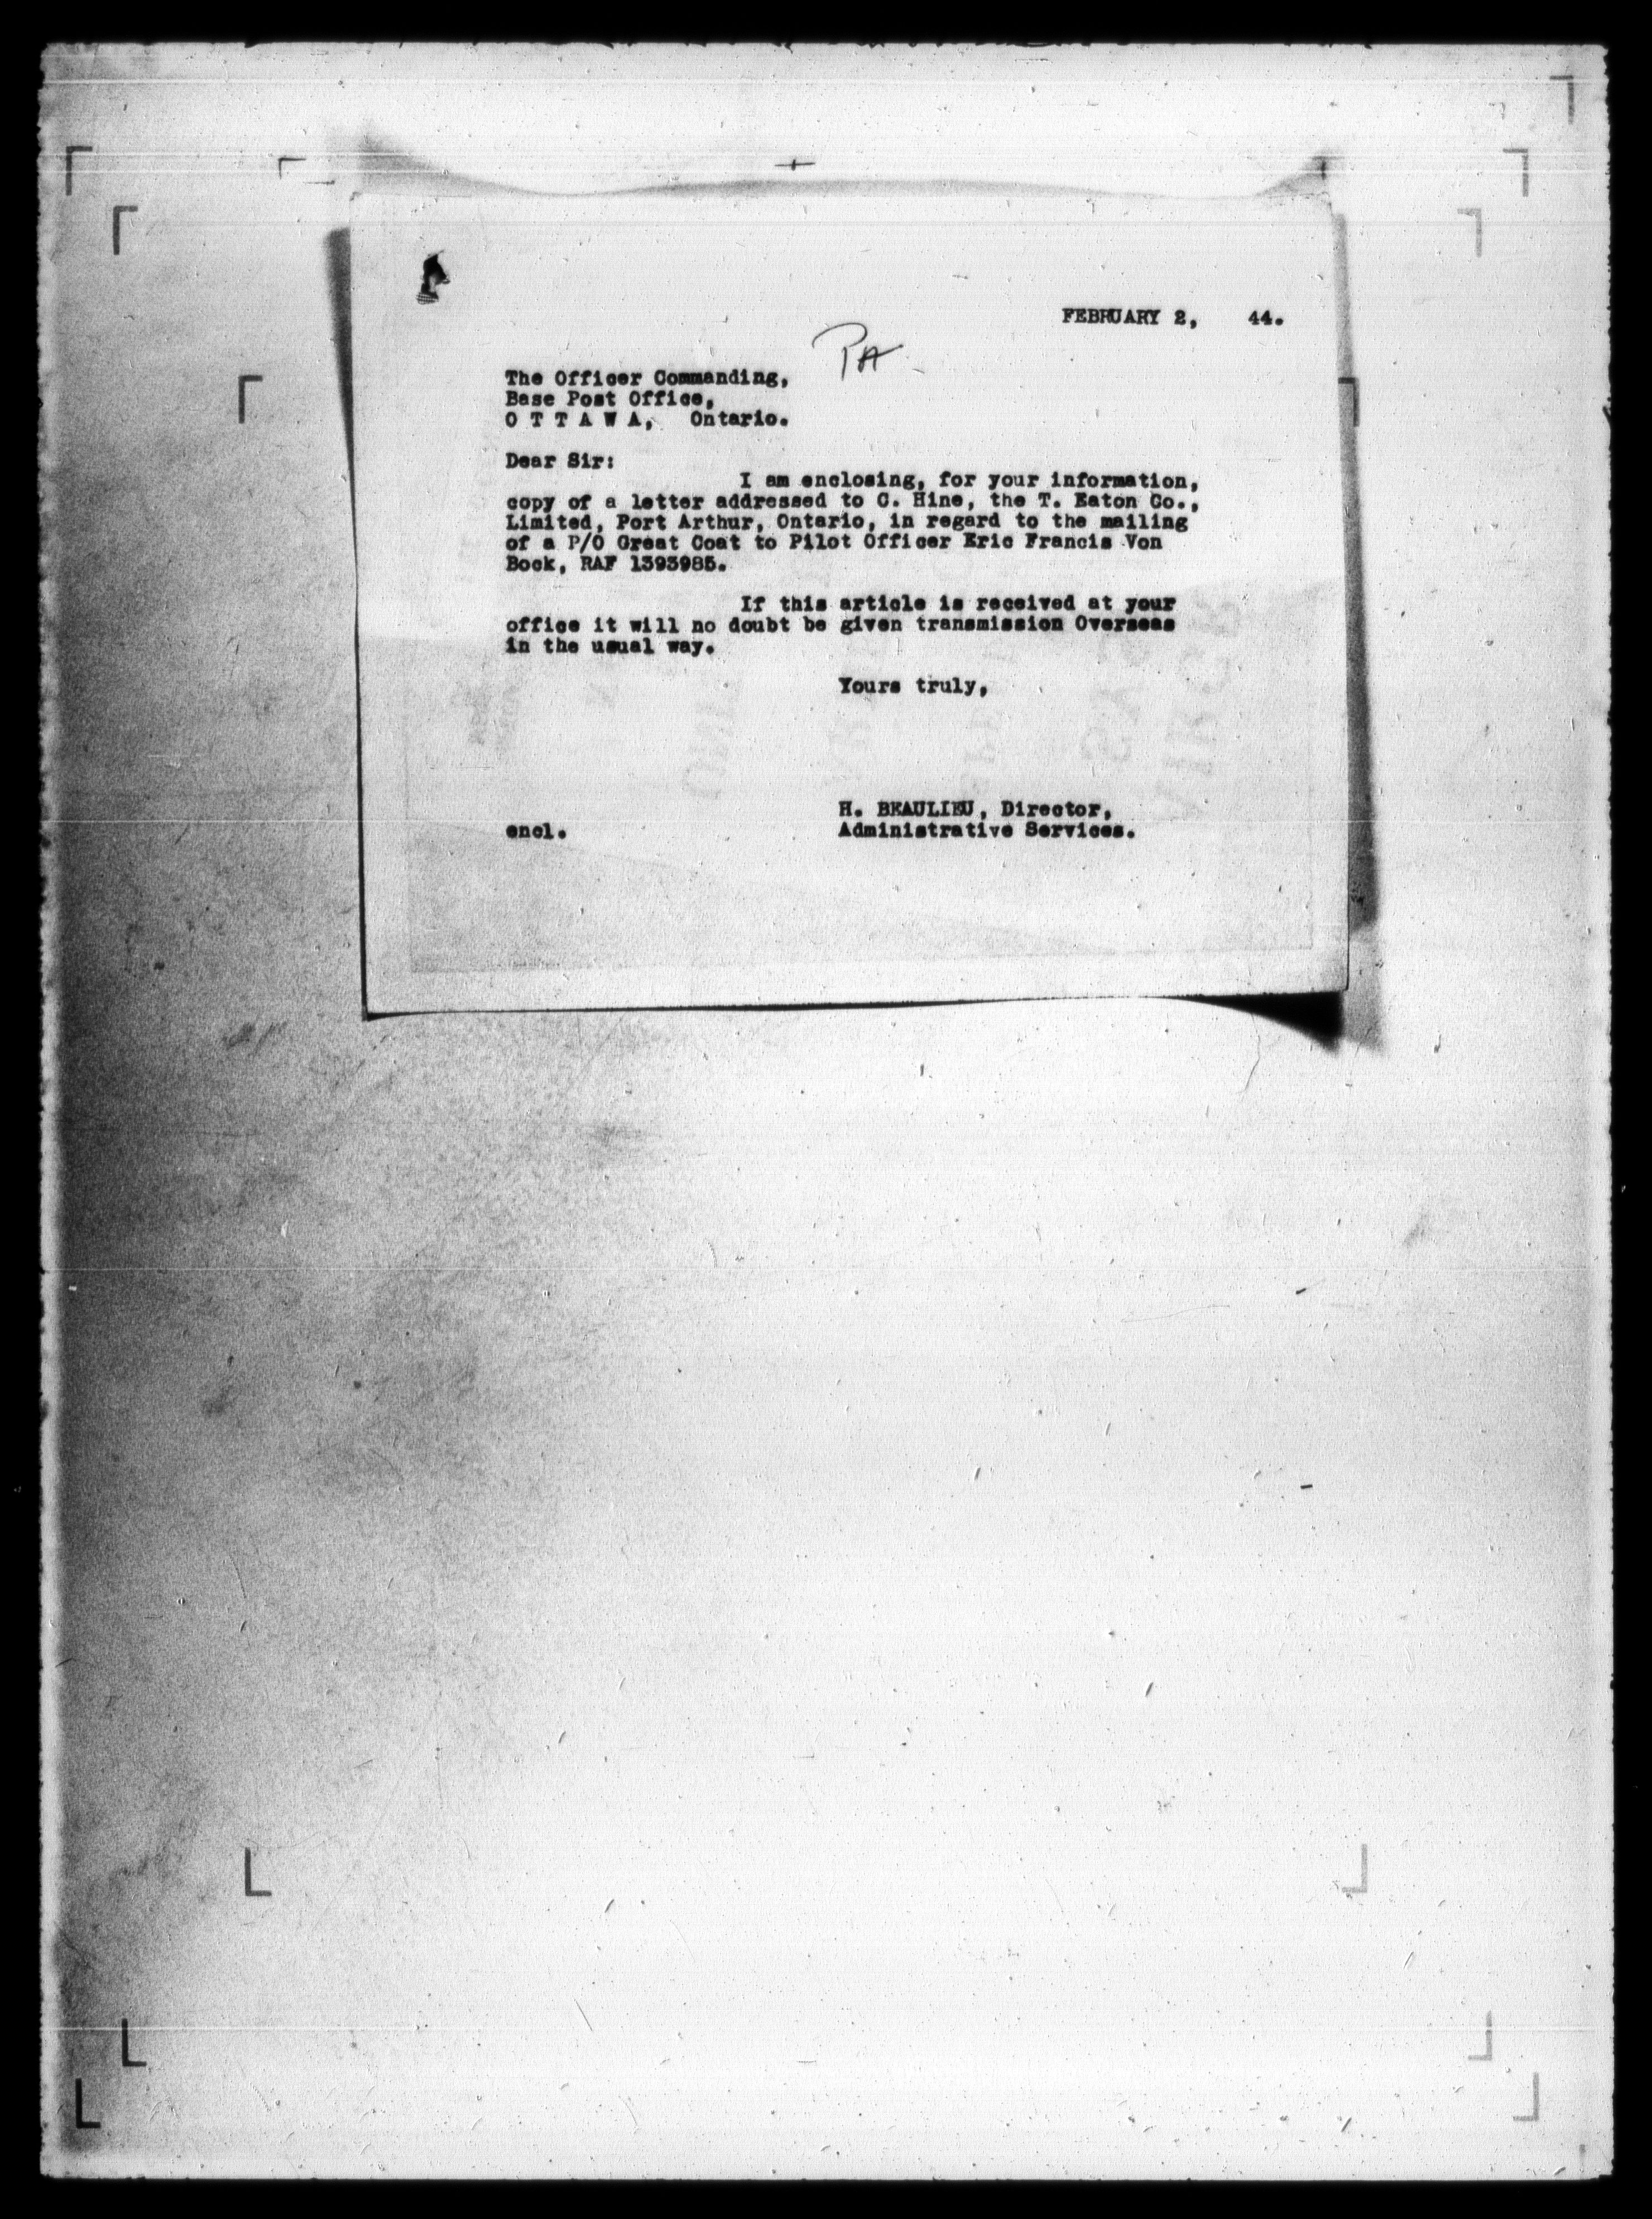 FEBRUARY 2, 44.
PA
The Officer Commanding,
Base Post Office,
O T T A W A, Ontario.
Dear Sir:
I am enclosing, for your information,
copy of a letter addressed to C. Hine, the T. Eaton Co.,
Limited, Port Arthur, Ontario, in regard to the mailing
of a P/O Great Coat to Pilot Officer Eric Francis Von
Bock, RAF 1393985.
If this article is received at your
office it will no doubt be given transmission Overseas
in the usual way.
Yours truly,
H. BEAULIEU, Director,
encl. Administrative Services.